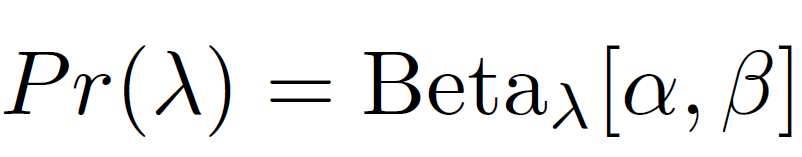 Pr(λ) = Beta_λ[α, β]